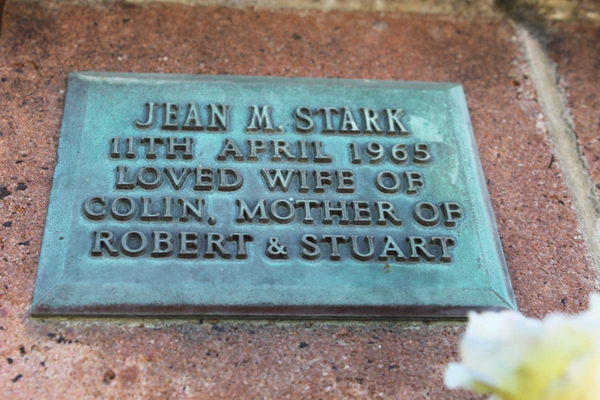 JEAN M. STARK
11TH APRIL 1965
LOVED WIFE OF
COLIN, MOTHER OF
ROBERT & STUART